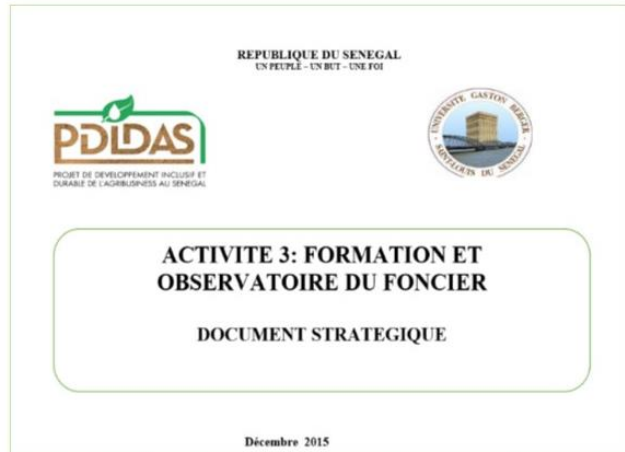 REPUBLIQUE DU SENEGAL
UN PEUPLE – UN BUT – UNE FOI
PDIDAS
PROJET DE DEVELOPPEMENT INCLUSIF ET
DURABLE DE L'AGRIBUSINESS AU SENEGAL
UNIVERSITE GASTON BERGER
SAINT-LOUIS DU SENEGAL
ACTIVITE 3: FORMATION ET
OBSERVATOIRE DU FONCIER
DOCUMENT STRATEGIQUE
Décembre 2015